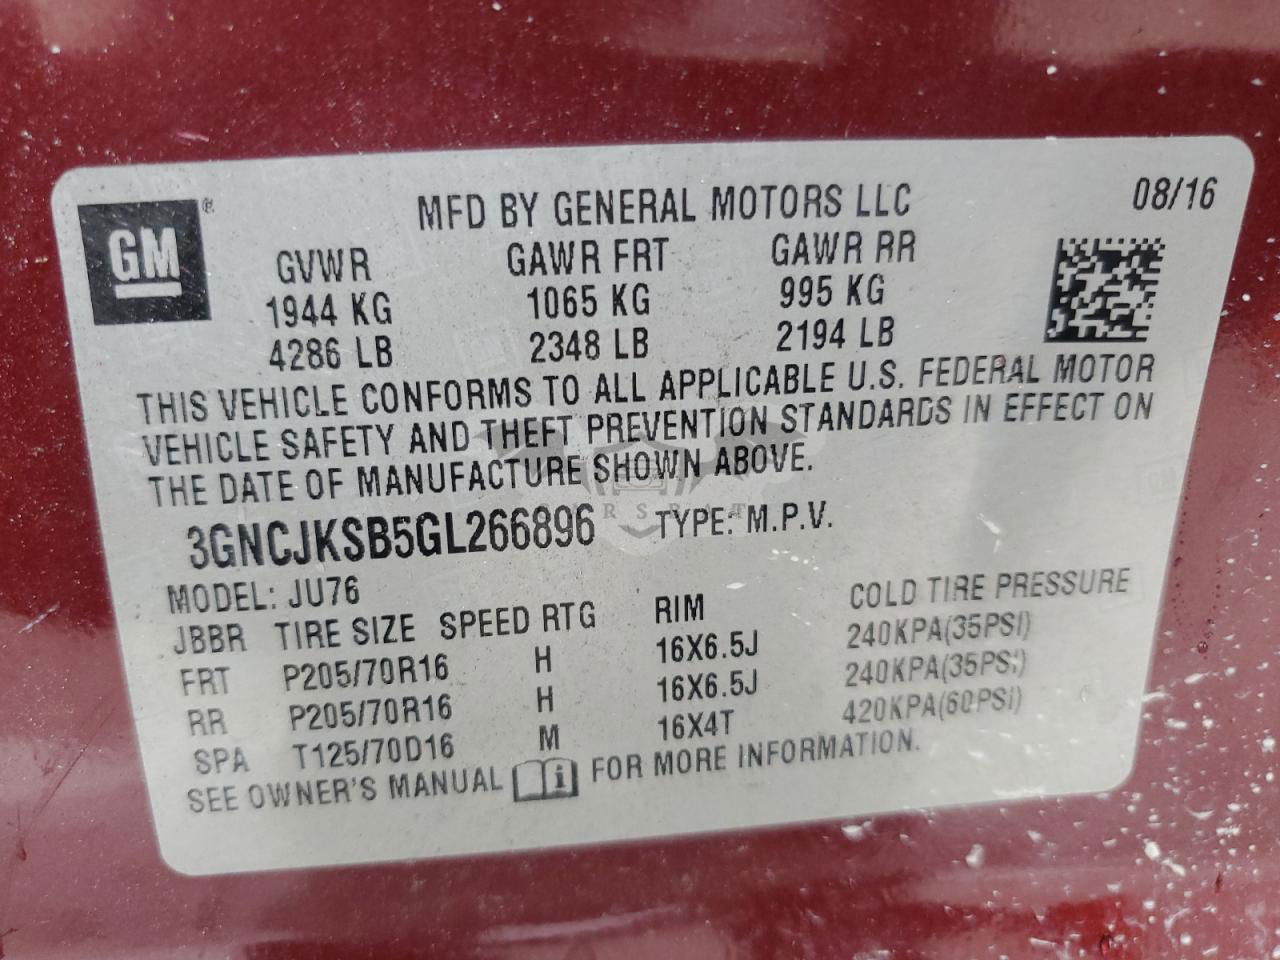 GM ®
MFD BY GENERAL MOTORS LLC 08/16
GVWR GAWR FRT GAWR RR
1944 KG 1065 KG 995 KG
4286 LB 2348 LB 2194 LB
THIS VEHICLE CONFORMS TO ALL APPLICABLE U.S. FEDERAL MOTOR
VEHICLE SAFETY AND THEFT PREVENTION STANDARDS IN EFFECT ON
THE DATE OF MANUFACTURE SHOWN ABOVE.
3GNCJKSB5GL266896 TYPE: M.P.V.
MODEL: JU76
JBBR TIRE SIZE SPEED RTG RIM COLD TIRE PRESSURE
FRT P205/70R16 H 16X6.5J 240KPA(35PSI)
RR P205/70R16 H 16X6.5J 240KPA(35PSI)
SPA T125/70D16 M 16X4T 420KPA(60PSI)
SEE OWNER'S MANUAL FOR MORE INFORMATION.